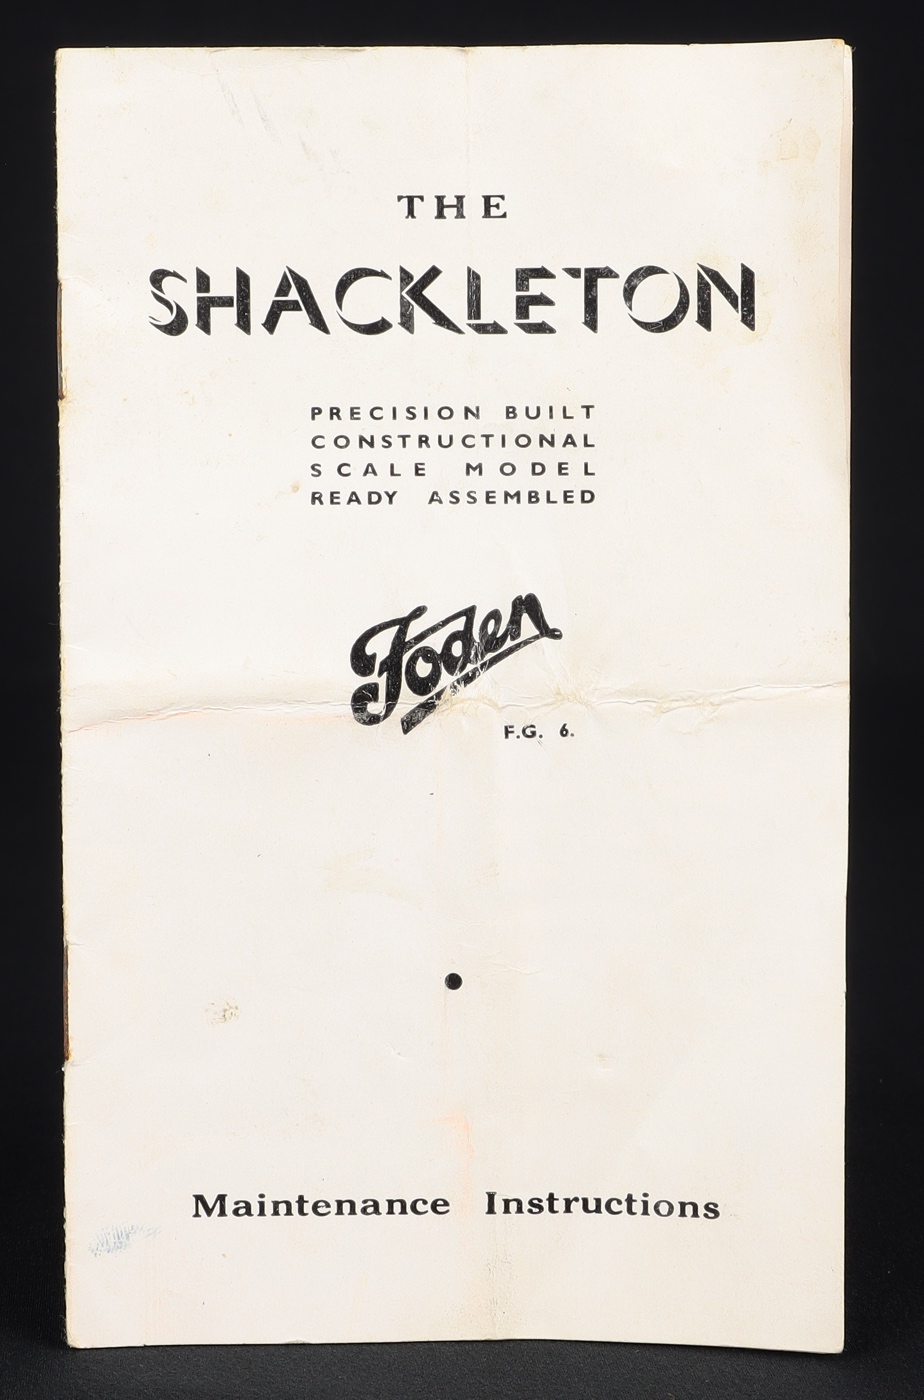 THE
SHACKLETON
PRECISION BUILT
CONSTRUCTIONAL
SCALE MODEL
READY ASSEMBLED
Foden
F.G. 6.
Maintenance Instructions